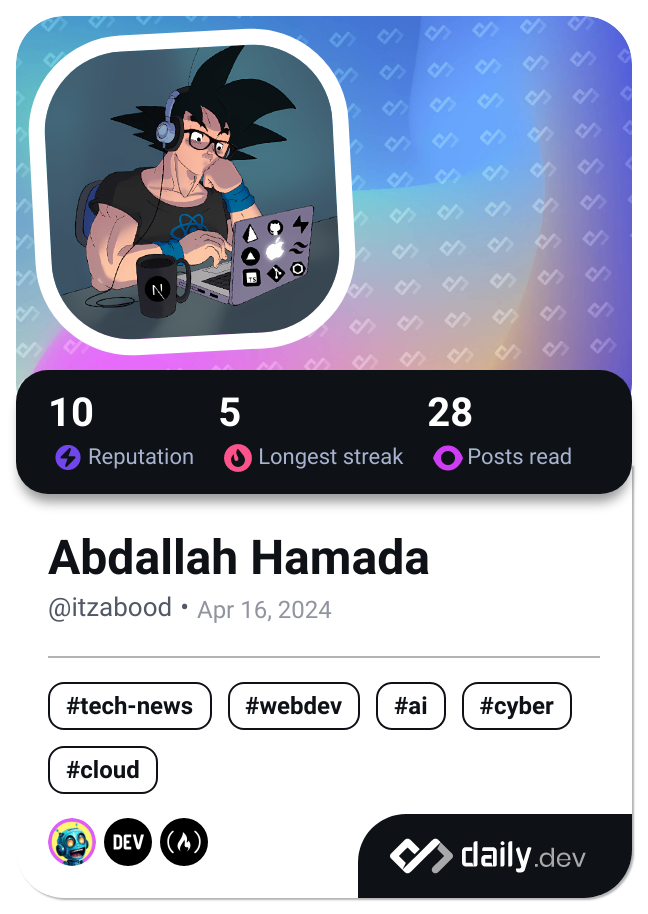 N
TS
10 5 28
Reputation Longest streak Posts read
Abdallah Hamada
@itzabood • Apr 16, 2024
#tech-news #webdev #ai #cyber
#cloud
DEV
daily.dev